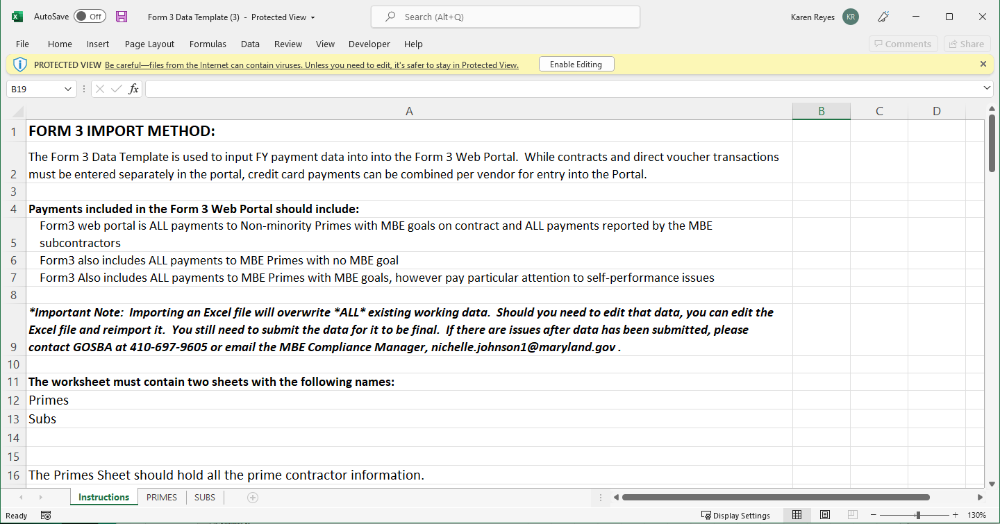 AutoSave Off Form 3 Data Template (3) - Protected View Search (Alt+Q) Karen Reyes KR
File Home Insert Page Layout Formulas Data Review View Developer Help Comments Share
PROTECTED VIEW Be careful—files from the Internet can contain viruses. Unless you need to edit, it's safer to stay in Protected View. Enable Editing
B19 fx
A B C D
1 FORM 3 IMPORT METHOD:
The Form 3 Data Template is used to input FY payment data into into the Form 3 Web Portal. While contracts and direct voucher transactions
2 must be entered separately in the portal, credit card payments can be combined per vendor for entry into the Portal.
3
4 Payments included in the Form 3 Web Portal should include:
Form3 web portal is ALL payments to Non-minority Primes with MBE goals on contract and ALL payments reported by the MBE
5 subcontractors
6 Form3 also includes ALL payments to MBE Primes with no MBE goal
7 Form3 Also includes ALL payments to MBE Primes with MBE goals, however pay particular attention to self-performance issues
8
*Important Note: Importing an Excel file will overwrite *ALL* existing working data. Should you need to edit that data, you can edit the
Excel file and reimport it. You still need to submit the data for it to be final. If there are issues after data has been submitted, please
9 contact GOSBA at 410-697-9605 or email the MBE Compliance Manager, nichelle.johnson1@maryland.gov .
10
11 The worksheet must contain two sheets with the following names:
12 Primes
13 Subs
14
15
16 The Primes Sheet should hold all the prime contractor information.
Instructions PRIMES SUBS
Ready Display Settings 130%